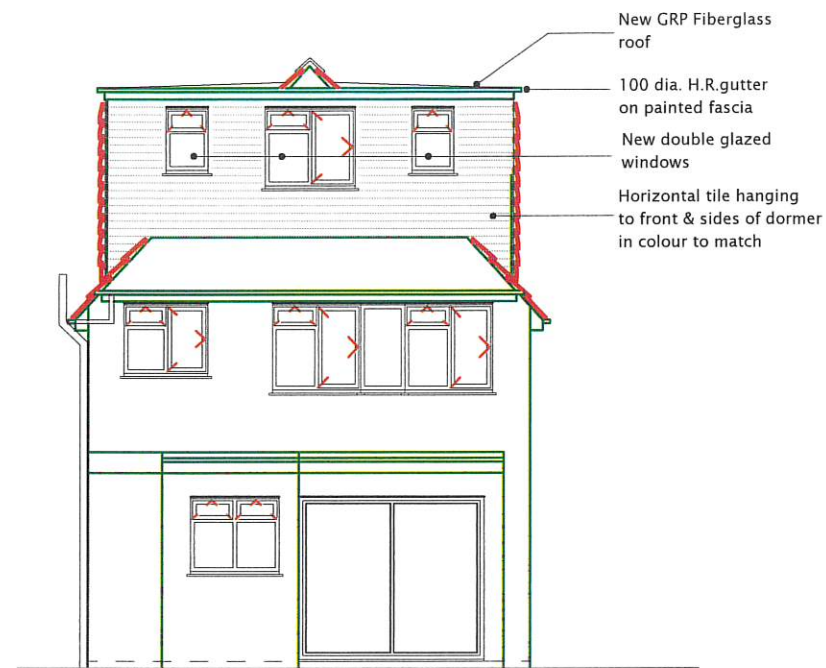 New GRP Fiberglass
roof
100 dia. H.R.gutter
on painted fascia
New double glazed
windows
Horizontal tile hanging
to front & sides of dormer
in colour to match